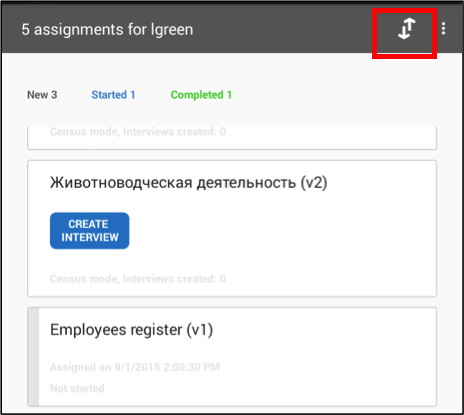 5 assignments for lgreen
New 3 Started 1 Completed 1
Census mode, Interviews created: 0
Животноводческая деятельность (v2)
CREATE
INTERVIEW
Census mode, Interviews created: 0
Employees register (v1)
Assigned on 9/1/2015 2:00:30 PM
Not started